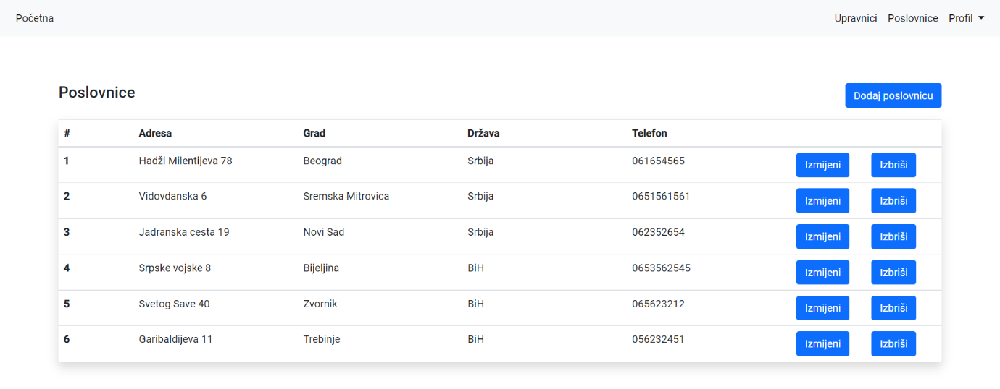 Početna Upravnici Poslovnice Profil
Poslovnice Dodaj poslovnicu
# Adresa Grad Država Telefon
1 Hadži Milentijeva 78 Beograd Srbija 061654565 Izmijeni Izbriši
2 Vidovdanska 6 Sremska Mitrovica Srbija 0651561561 Izmijeni Izbriši
3 Jadranska cesta 19 Novi Sad Srbija 062352654 Izmijeni Izbriši
4 Srpske vojske 8 Bijeljina BiH 0653562545 Izmijeni Izbriši
5 Svetog Save 40 Zvornik BiH 065623212 Izmijeni Izbriši
6 Garibaldijeva 11 Trebinje BiH 056232451 Izmijeni Izbriši